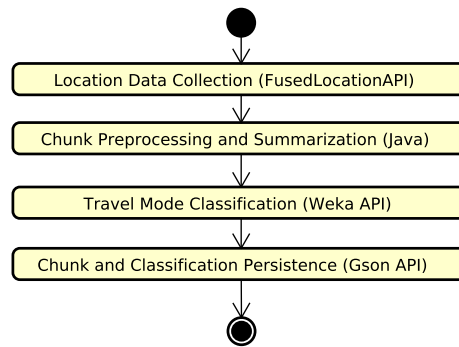 Location Data Collection (FusedLocationAPI)
Chunk Preprocessing and Summarization (Java)
Travel Mode Classification (Weka API)
Chunk and Classification Persistence (Gson API)